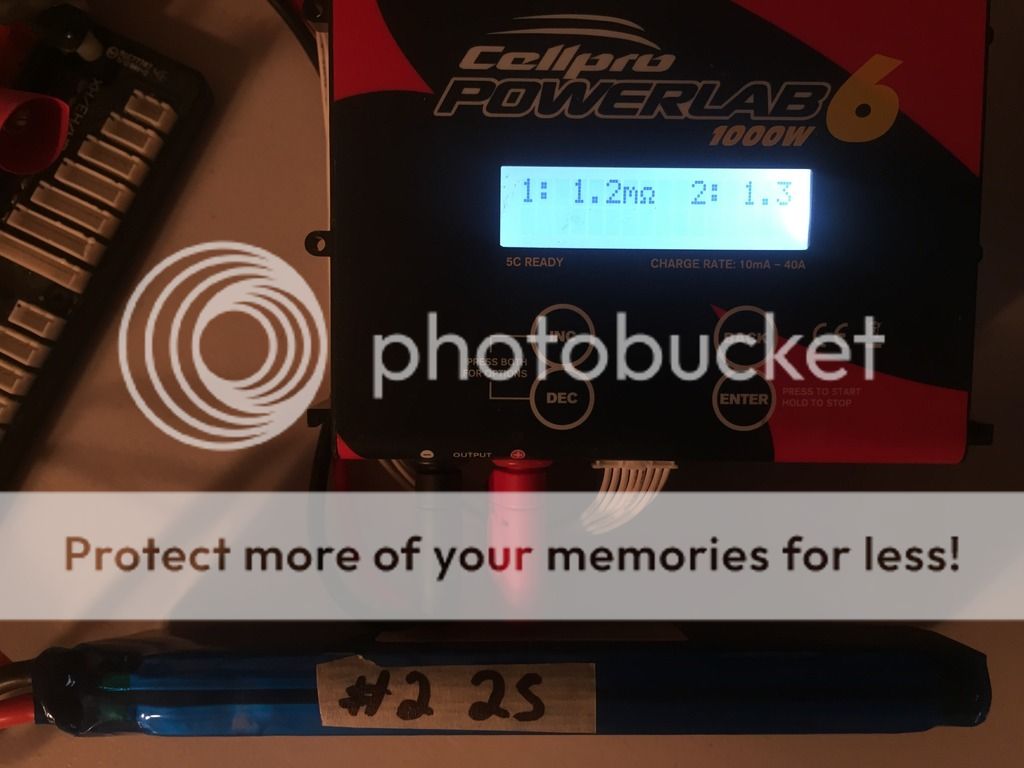 Cellpro
POWERLAB 6
1000W
1: 1.2mΩ 2: 1.3
5C READY
CHARGE RATE: 10mA - 40A
INC
BACK
PRESS BOTH
FOR OPTIONS
DEC
ENTER
PRESS TO START
HOLD TO STOP
photobucket
OUTPUT
Protect more of your memories for less!
#2 2S